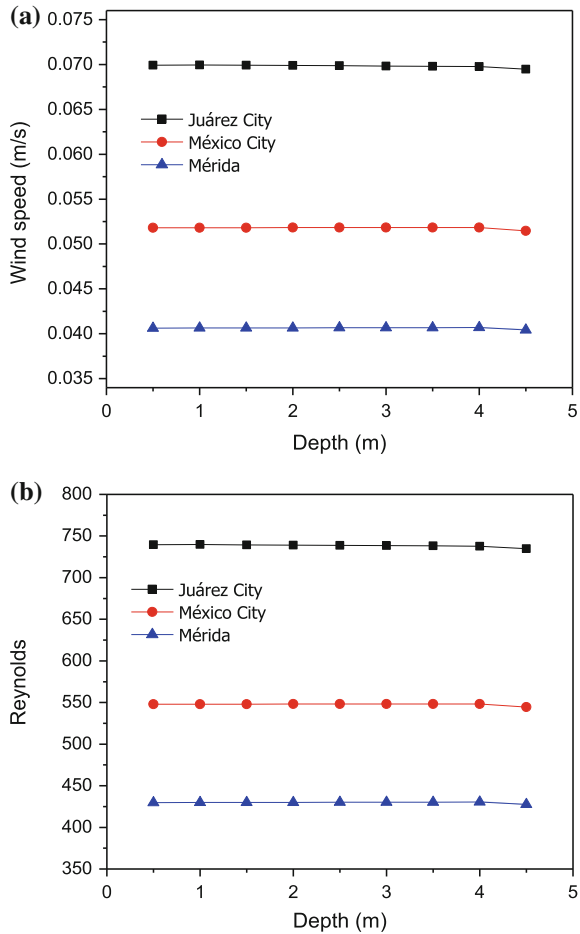 (a)
0.075
0.070
0.065
0.060
0.055
0.050
0.045
0.040
0.035
Wind speed (m/s)
Juárez City
México City
Mérida
0 1 2 3 4 5
Depth (m)
(b)
800
750
700
650
600
550
500
450
400
350
Reynolds
Juárez City
México City
Mérida
0 1 2 3 4 5
Depth (m)